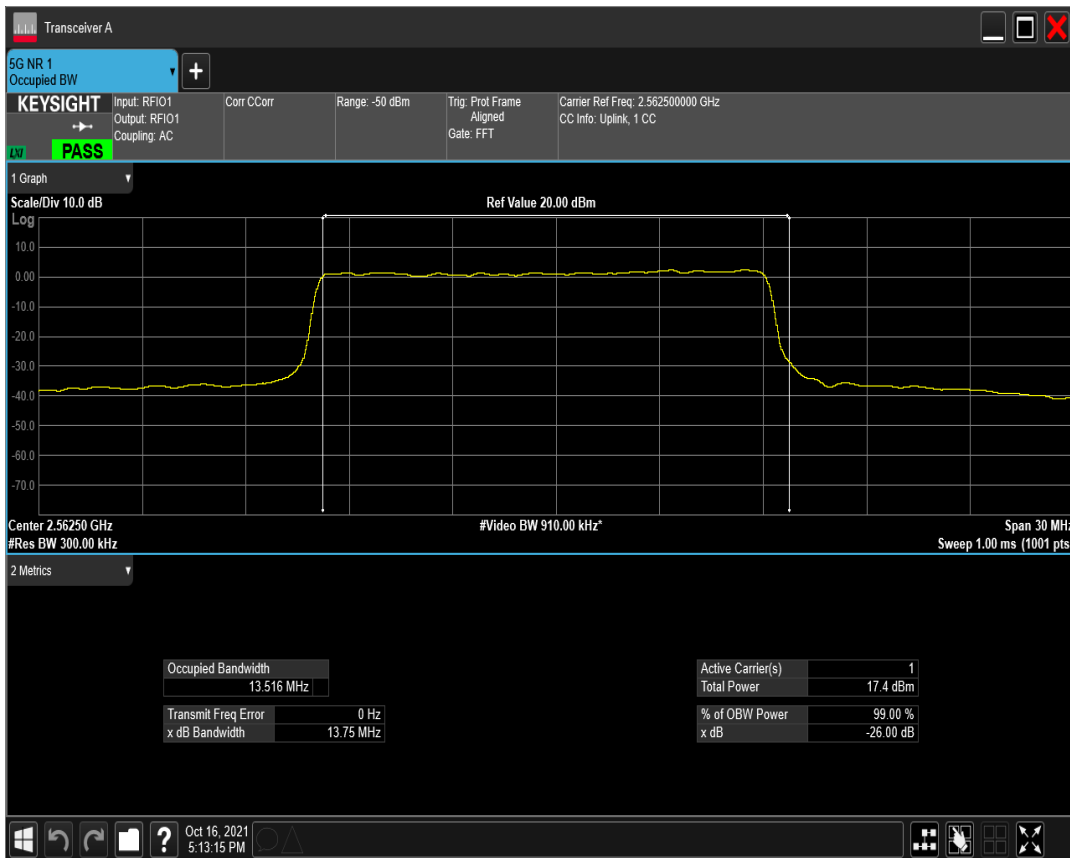 Transceiver A
5G NR 1
Occupied BW
KEYSIGHT
LXI
PASS
Input: RFIO1
Output: RFIO1
Coupling: AC
Corr CCorr
Range: -50 dBm
Trig: Prot Frame
Aligned
Gate: FFT
Carrier Ref Freq: 2.562500000 GHz
CC Info: Uplink, 1 CC
1 Graph
Scale/Div 10.0 dB
Ref Value 20.00 dBm
Log
10.0
0.00
-10.0
-20.0
-30.0
-40.0
-50.0
-60.0
-70.0
Center 2.56250 GHz
#Video BW 910.00 kHz*
Span 30 MHz
#Res BW 300.00 kHz
Sweep 1.00 ms (1001 pts
2 Metrics
Occupied Bandwidth
13.516 MHz
Transmit Freq Error 0 Hz
x dB Bandwidth 13.75 MHz
Active Carrier(s) 1
Total Power 17.4 dBm
% of OBW Power 99.00 %
x dB -26.00 dB
?
Oct 16, 2021
5:13:15 PM